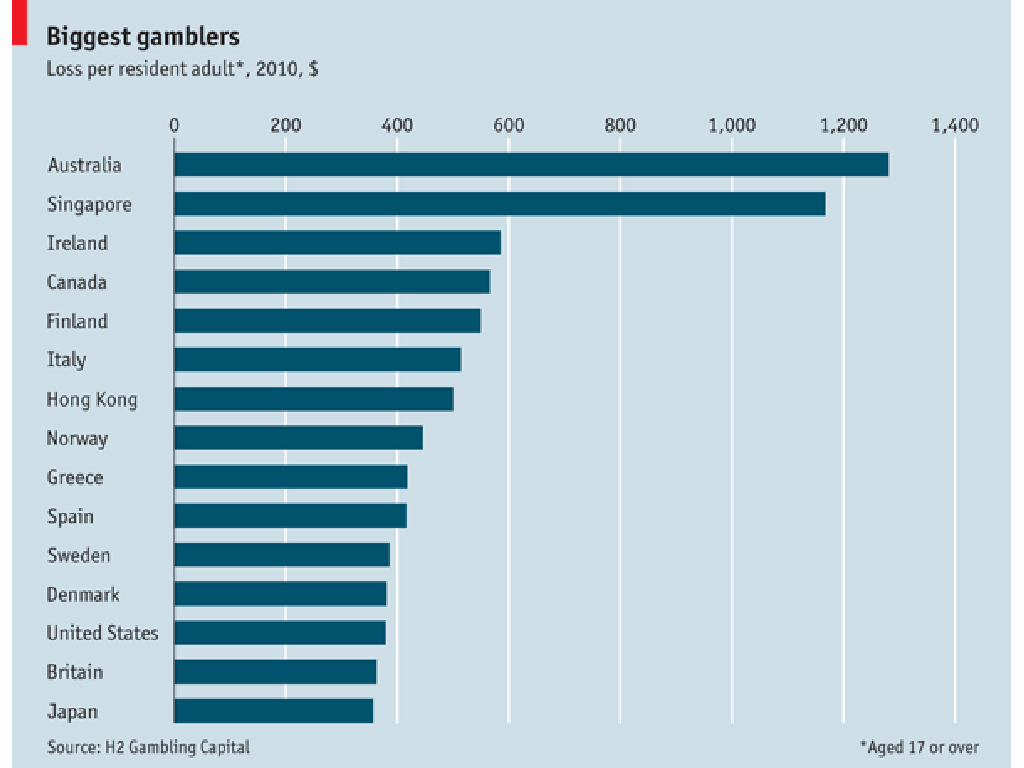 Biggest gamblers
Loss per resident adult*, 2010, $
0 200 400 600 800 1,000 1,200 1,400
Australia
Singapore
Ireland
Canada
Finland
Italy
Hong Kong
Norway
Greece
Spain
Sweden
Denmark
United States
Britain
Japan
Source: H2 Gambling Capital *Aged 17 or over